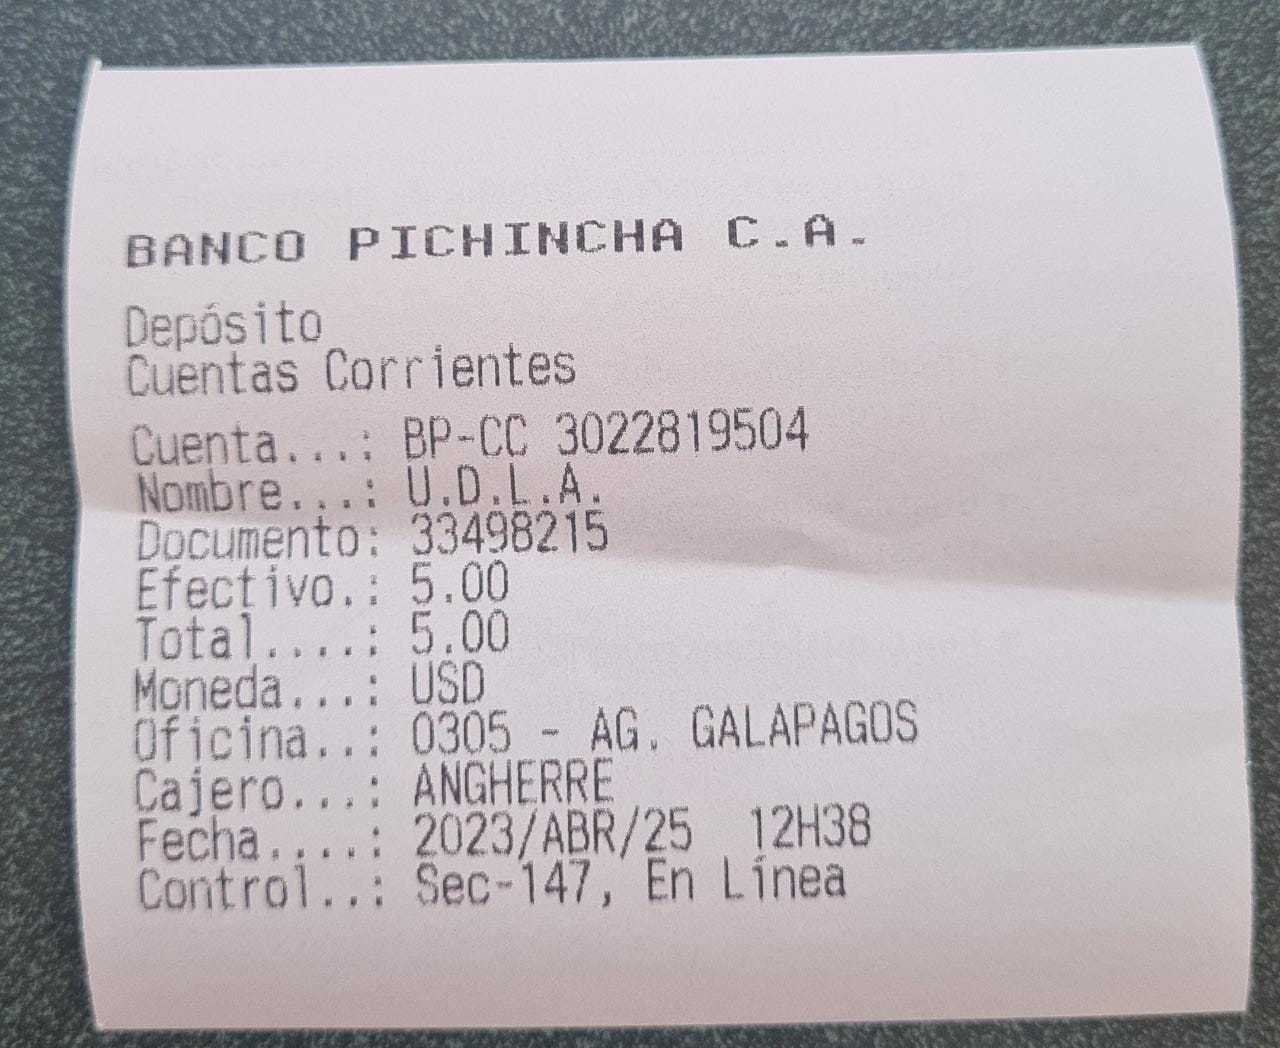 BANCO PICHINCHA C.A.
Depósito
Cuentas Corrientes
Cuenta...: BP-CC 3022819504
Nombre...: U.D.L.A.
Documento: 33498215
Efectivo.: 5.00
Total....: 5.00
Moneda...: USD
Oficina..: 0305 - AG. GALAPAGOS
Cajero...: ANGHERRE
Fecha....: 2023/ABR/25  12H38
Control..: Sec-147, En Línea